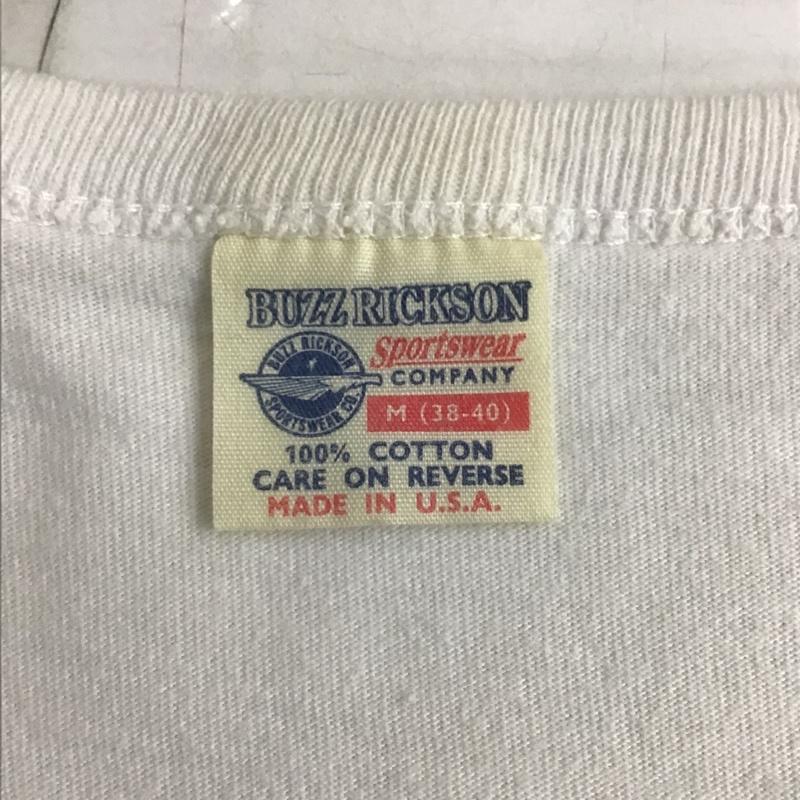 BUZZ RICKSON
Sportswear
COMPANY
BUZZ RICKSON
SPORTSWEAR CO.
M (38-40)
100% COTTON
CARE ON REVERSE
MADE IN U.S.A.